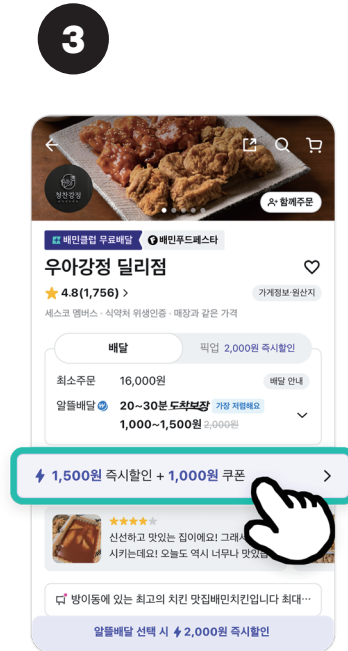 3
칭찬강정
함께주문
배민클럽 무료배달 배민푸드페스타
우아강정 딜리점
4.8(1,756) >
가게정보·원산지
세스코 멤버스 · 식약처 위생인증 · 매장과 같은 가격
배달 픽업 2,000원 즉시할인
최소주문 16,000원 배달 안내
알뜰배달 20~30분 도착보장 가장 저렴해요
1,000~1,500원 2,000원
1,500원 즉시할인 + 1,000원 쿠폰 >
신선하고 맛있는 집이에요! 그래서
시키는데요! 오늘도 역시 너무나 맛있
방이동에 있는 최고의 치킨 맛집배민치킨입니다 최대…
알뜰배달 선택 시 2,000원 즉시할인